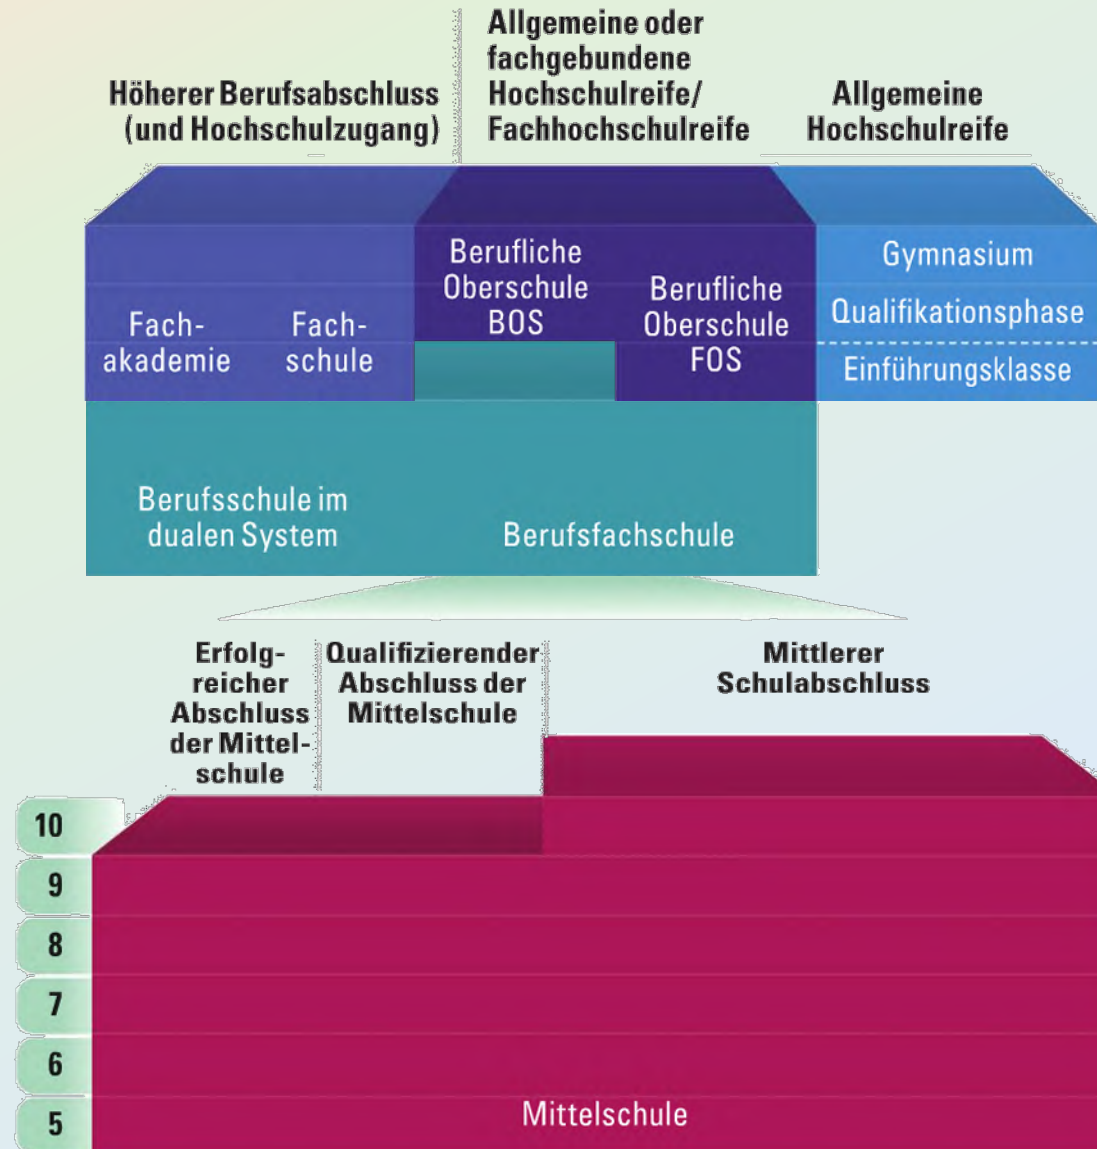 Höherer Berufsabschluss
(und Hochschulzugang)
Allgemeine oder
fachgebundene
Hochschulreife/
Fachhochschulreife
Allgemeine
Hochschulreife
Fach-
akademie
Fach-
schule
Berufliche
Oberschule
BOS
Berufliche
Oberschule
FOS
Gymnasium
Qualifikationsphase
Einführungsklasse
Berufsschule im
dualen System
Berufsfachschule
Erfolg-
reicher
Abschluss
der Mittel-
schule
Qualifizierender
Abschluss der
Mittelschule
Mittlerer
Schulabschluss
10
9
8
7
6
5
Mittelschule